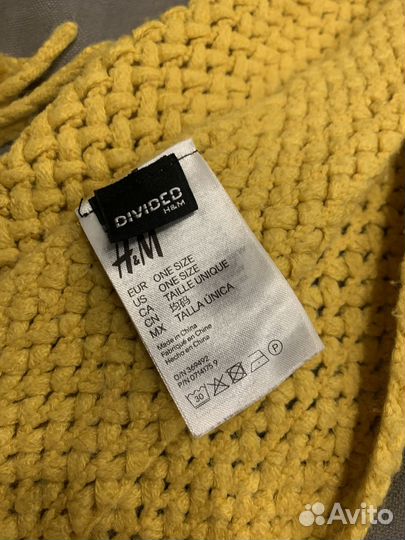 DIVIDED
H&M
H&M
EUR ONE SIZE
US ONE SIZE
CA TAILLE UNIQUE
CN 均码
MX TALLA ÚNICA
Made in China
Fabriqué en Chine
Hecho en China
O/N 369492
P/N 0714175 9
30
P
Avito